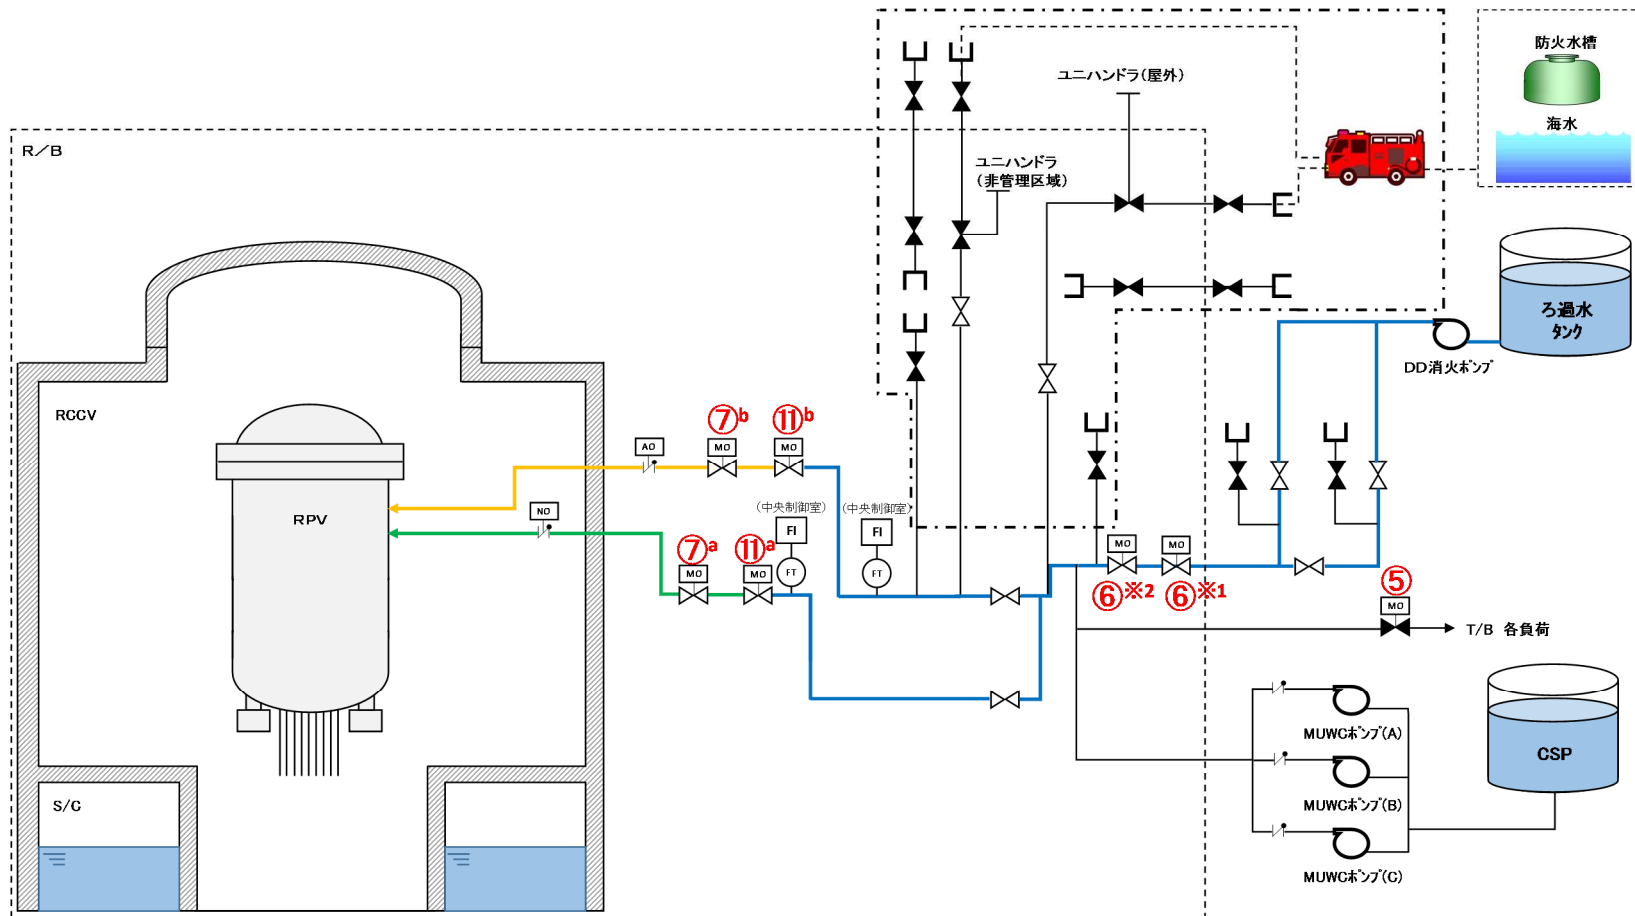 防火水槽
海水
ユニハンドラ(屋外)
R/B
ユニハンドラ
(非管理区域)
ろ過水
タンク
DD消火ポンプ
RCCV
⑦b
⑪b
AO
MO
MO
RPV
NO
(中央制御室)
(中央制御室)
FI
FI
⑦a
⑪a
MO
MO
FT
FT
MO
MO
⑥※2
⑥※1
⑤
MO
T/B 各負荷
MUWCポンプ(A)
CSP
MUWCポンプ(B)
S/C
MUWCポンプ(C)